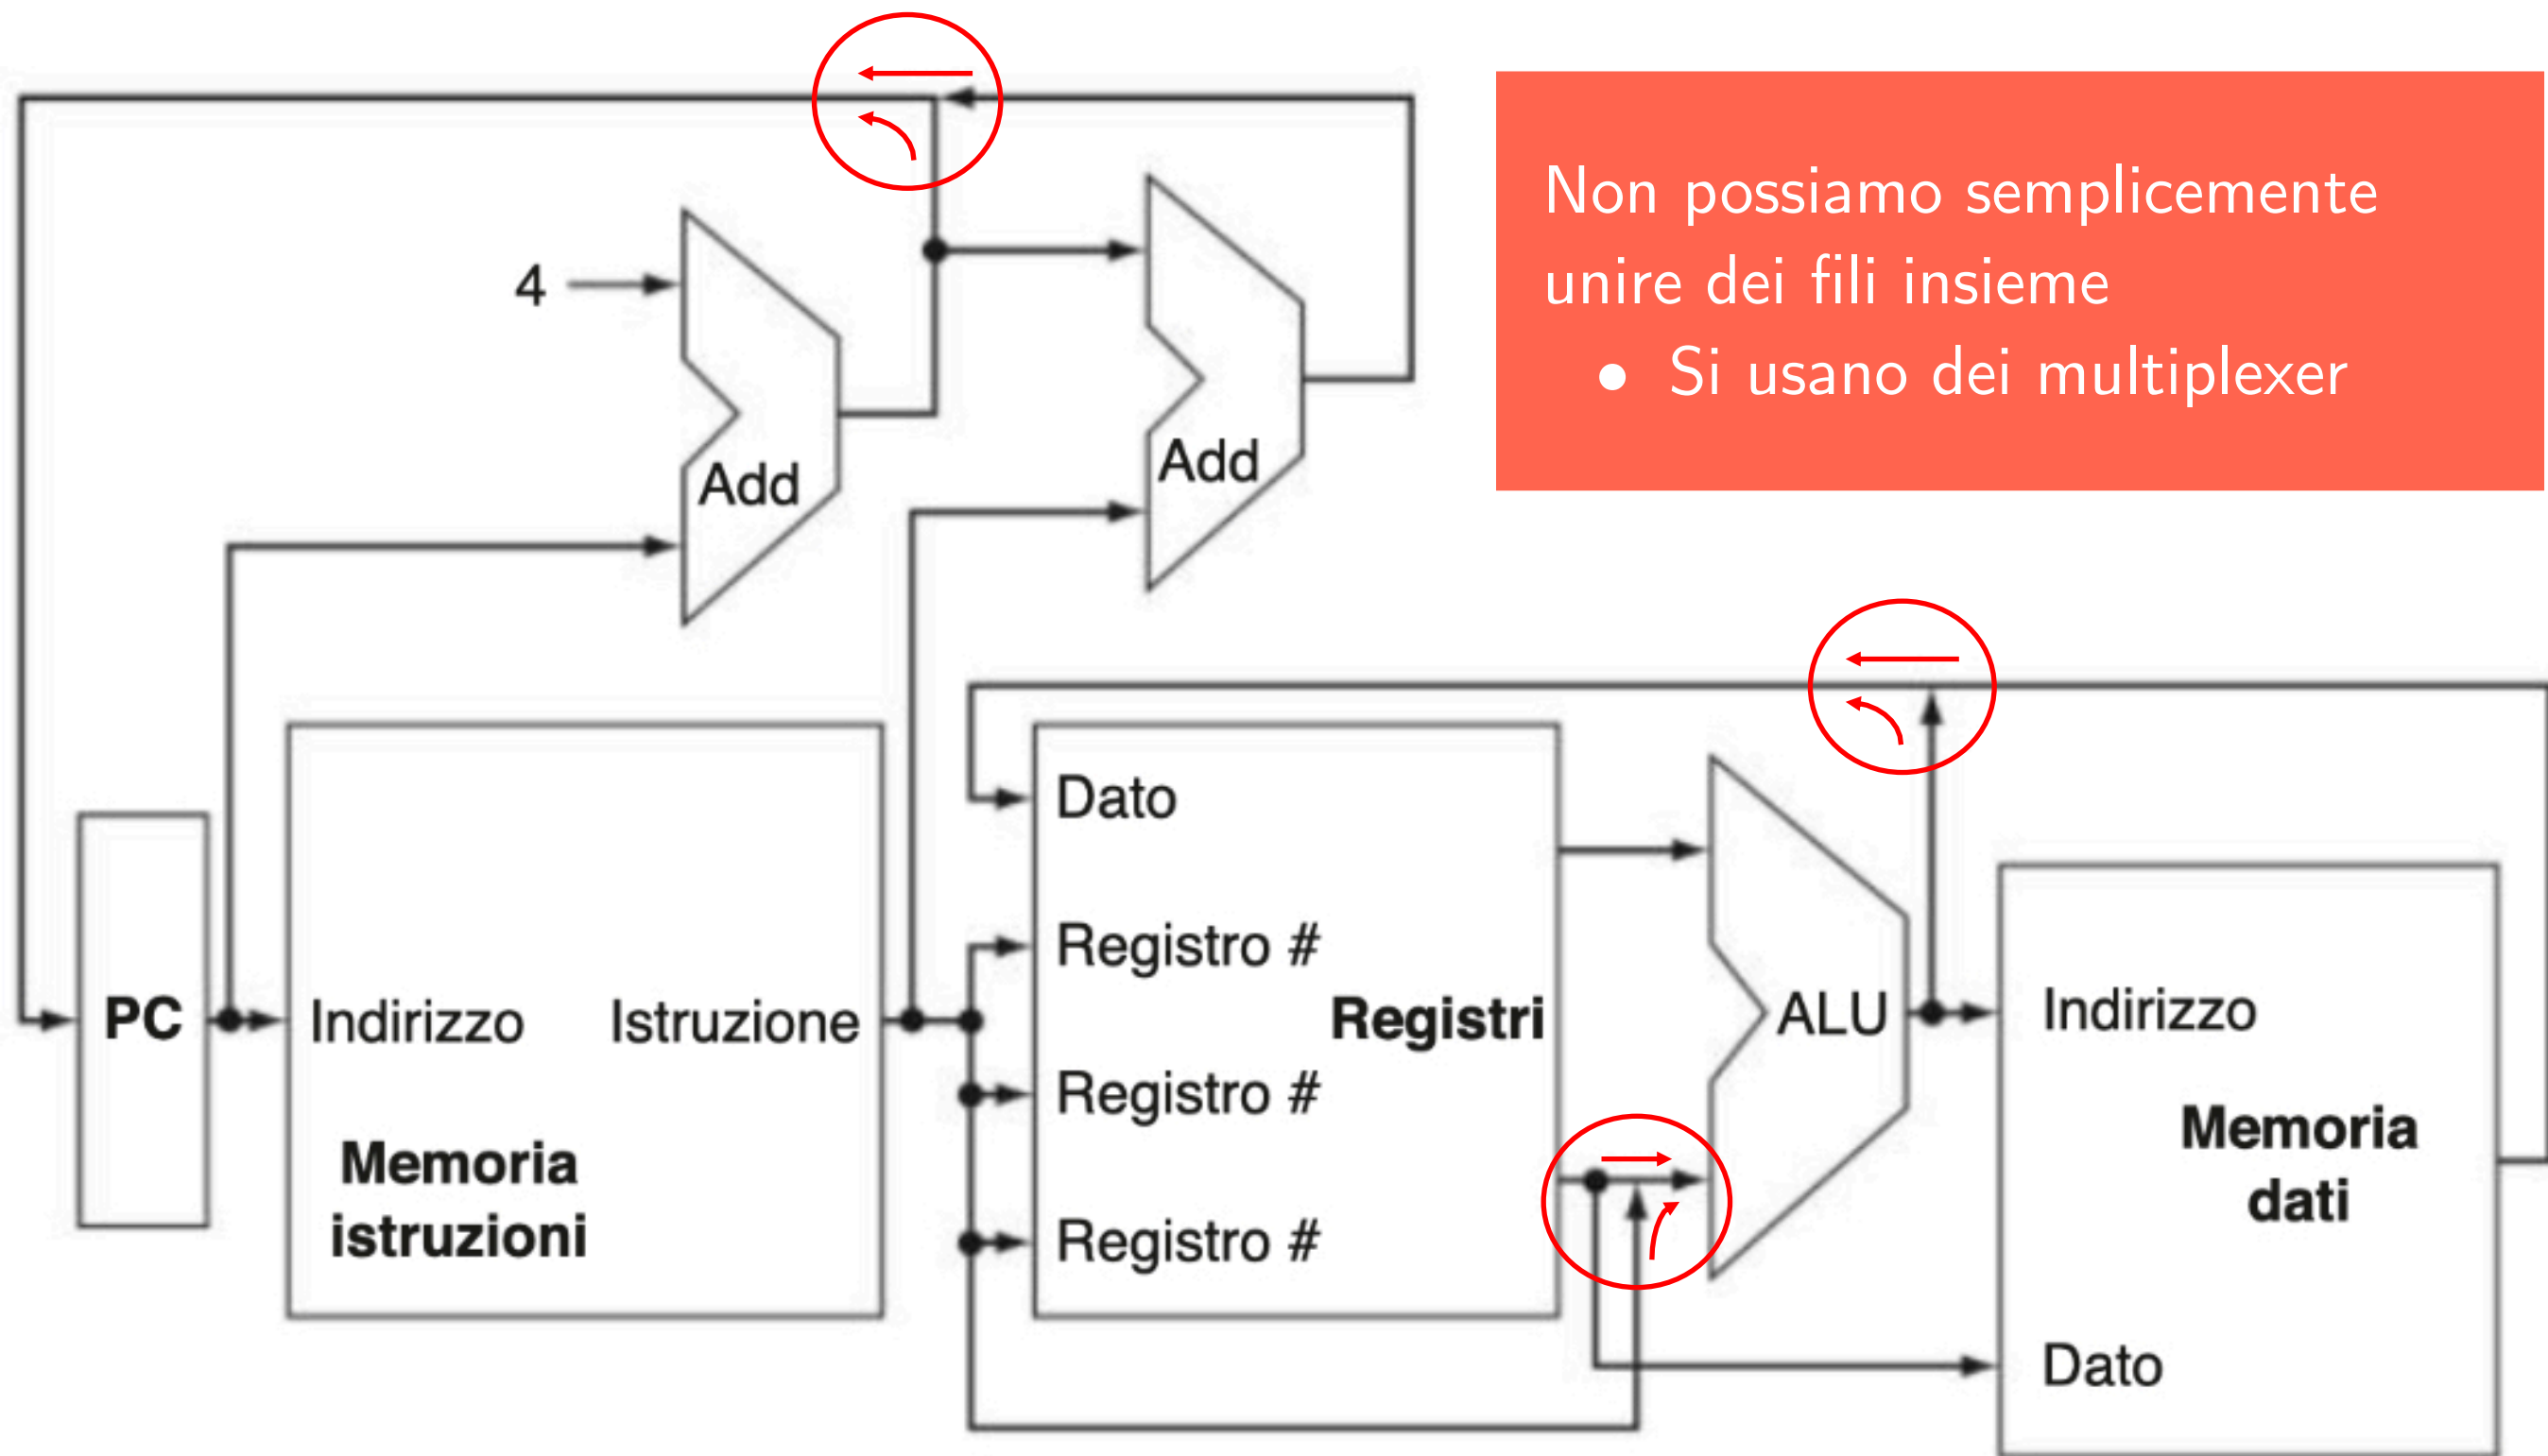 Non possiamo semplicemente
unire dei fili insieme
• Si usano dei multiplexer
4
Add
Add
PC
Indirizzo
Istruzione
Memoria
istruzioni
Dato
Registro #
Registri
Registro #
Registro #
ALU
Indirizzo
Memoria
dati
Dato